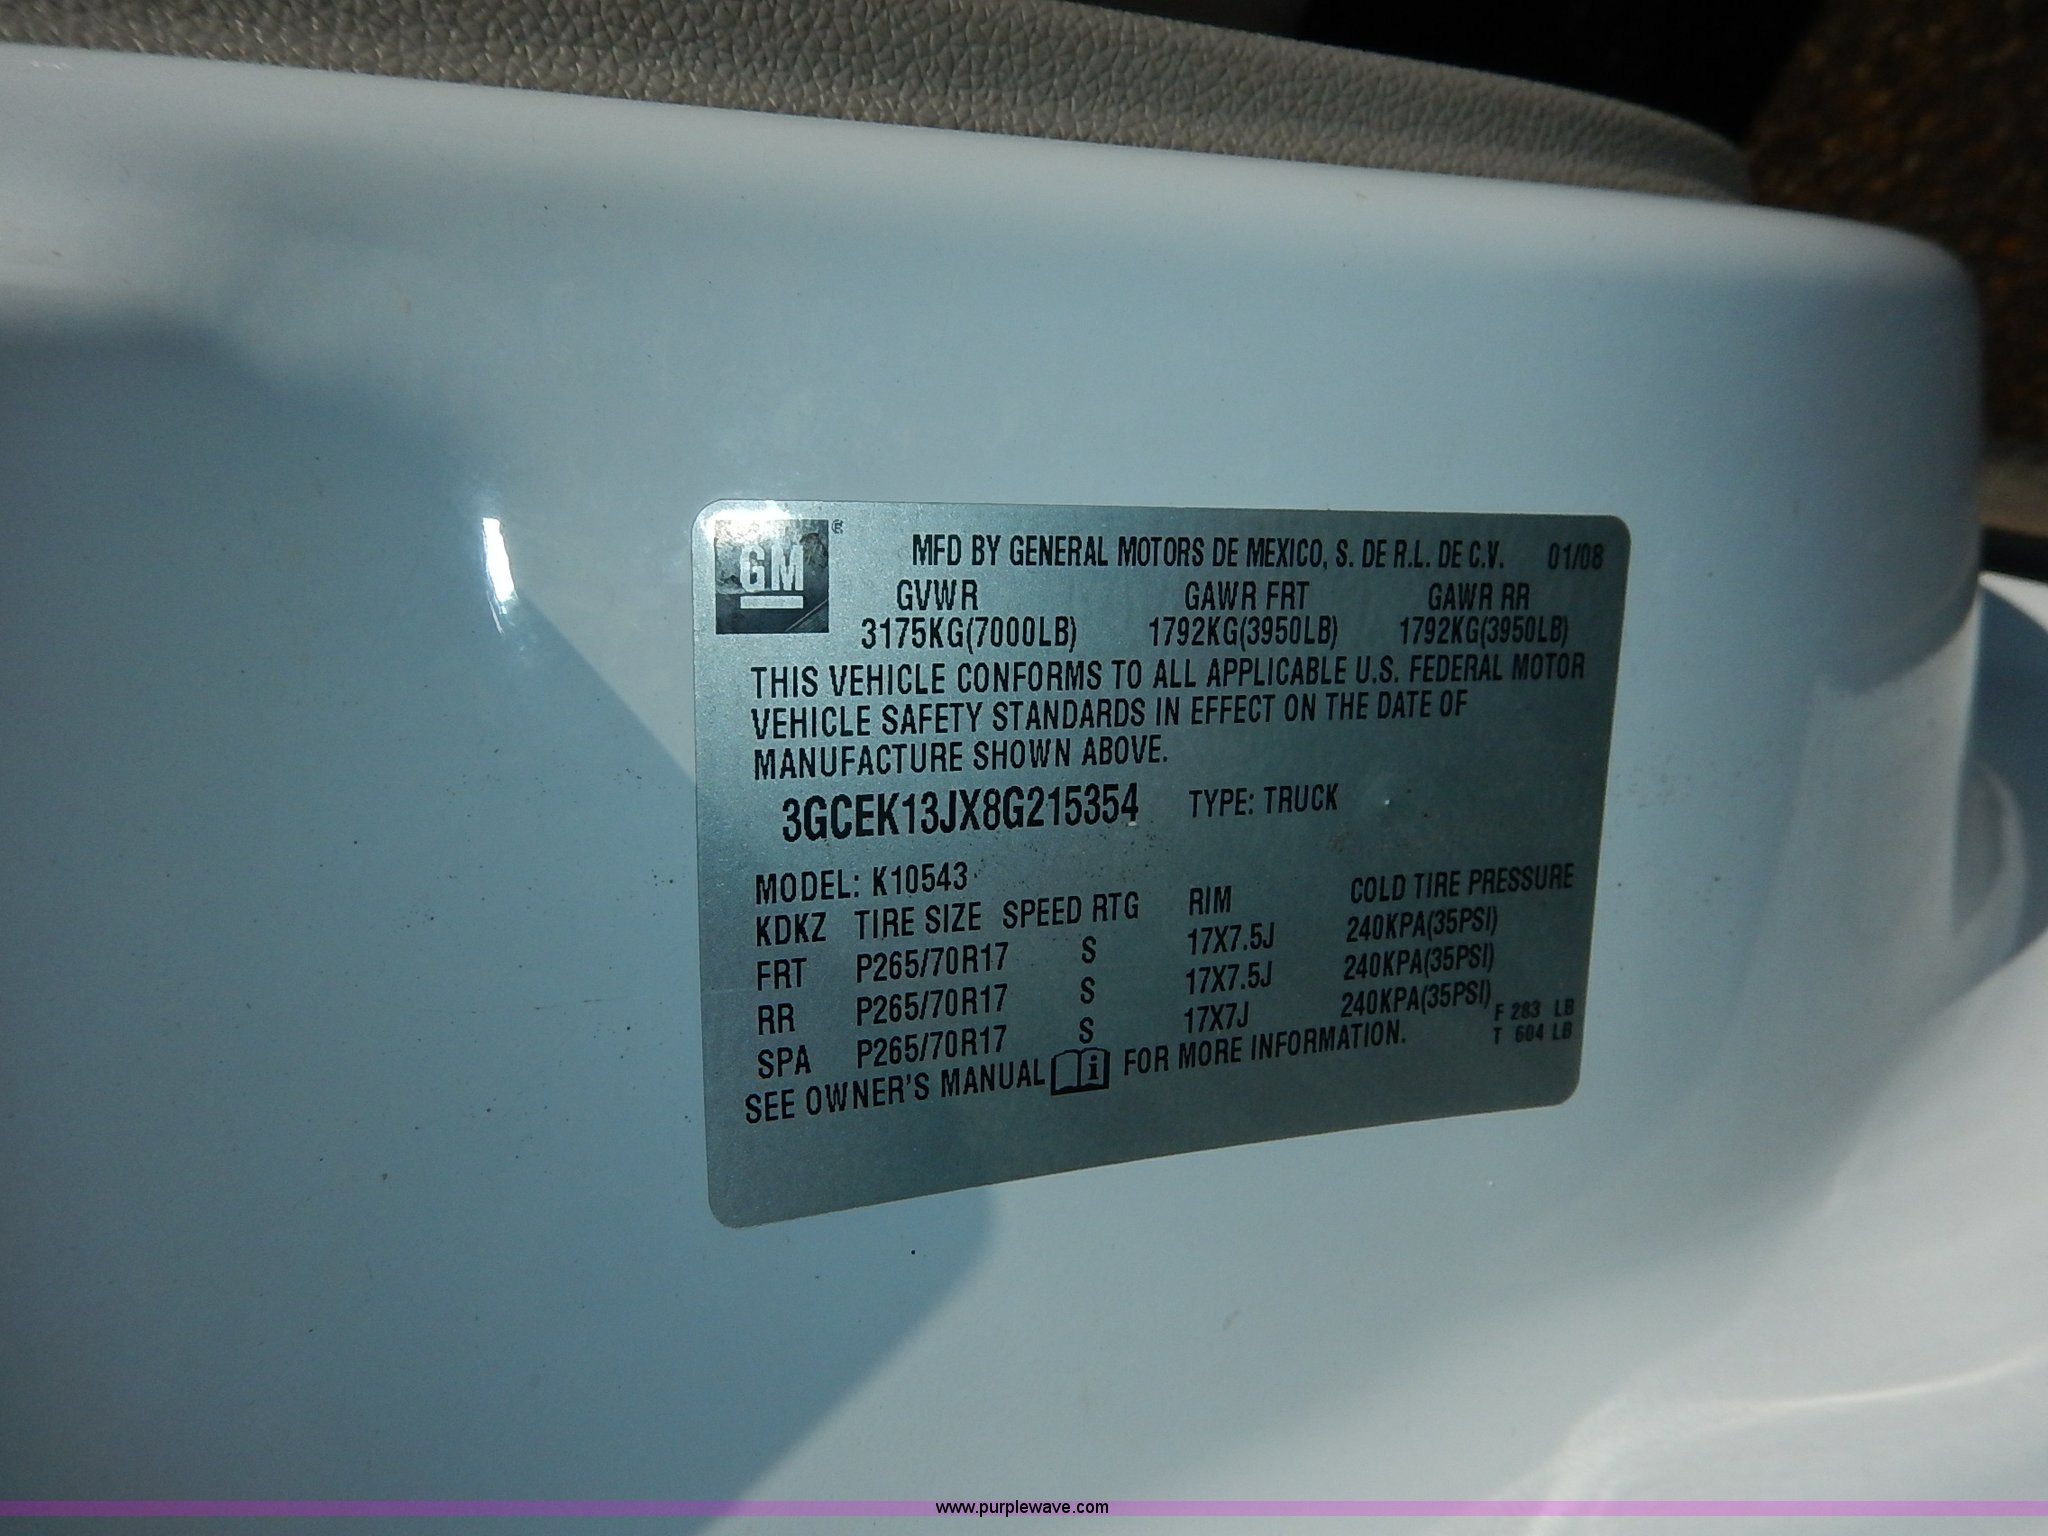 GM ®
MFD BY GENERAL MOTORS DE MEXICO, S. DE R.L. DE C.V. 01/08
GVWR GAWR FRT GAWR RR
3175KG(7000LB) 1792KG(3950LB) 1792KG(3950LB)
THIS VEHICLE CONFORMS TO ALL APPLICABLE U.S. FEDERAL MOTOR
VEHICLE SAFETY STANDARDS IN EFFECT ON THE DATE OF
MANUFACTURE SHOWN ABOVE.
3GCEK13JX8G215354 TYPE: TRUCK
MODEL: K10543
KDKZ TIRE SIZE SPEED RTG RIM COLD TIRE PRESSURE
FRT P265/70R17 S 17X7.5J 240KPA(35PSI)
RR P265/70R17 S 17X7.5J 240KPA(35PSI)
SPA P265/70R17 S 17X7J 240KPA(35PSI)
F 283 LB
T 604 LB
SEE OWNER'S MANUAL i FOR MORE INFORMATION.
www.purplewave.com